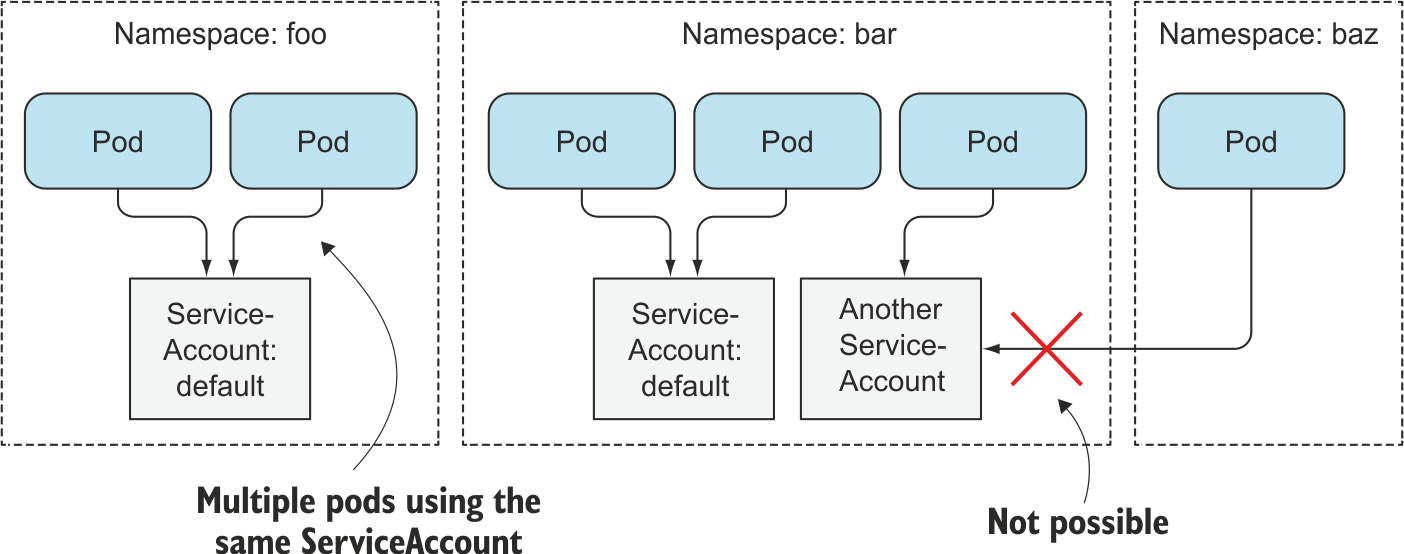 Namespace: foo
Namespace: bar
Namespace: baz
Pod
Pod
Pod
Pod
Pod
Pod
Service-
Account:
default
Service-
Account:
default
Another
Service-
Account
Multiple pods using the
same ServiceAccount
Not possible